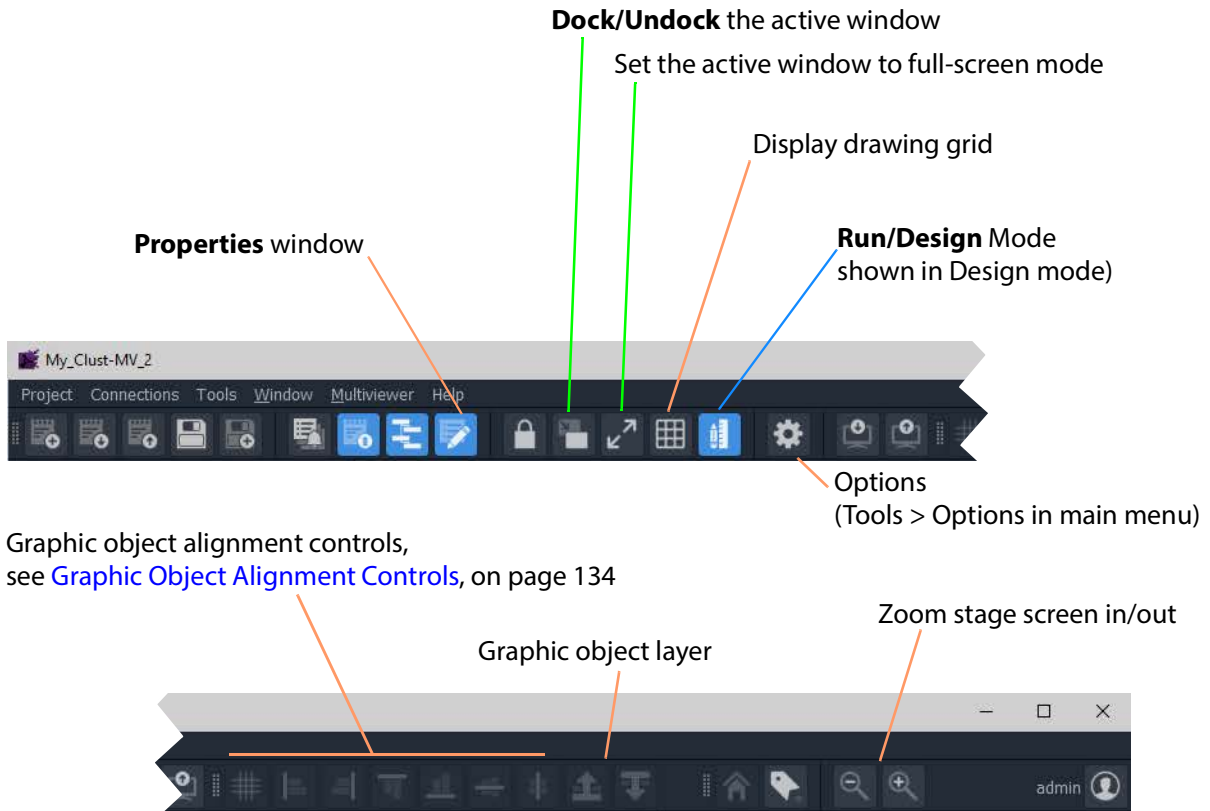 Dock/Undock the active window
Set the active window to full-screen mode
Display drawing grid
Properties window
Run/Design Mode
shown in Design mode)
My_Clust-MV_2
Project Connections Tools Window Multiviewer Help
Options
(Tools > Options in main menu)
Graphic object alignment controls,
see Graphic Object Alignment Controls, on page 134
Zoom stage screen in/out
Graphic object layer
admin